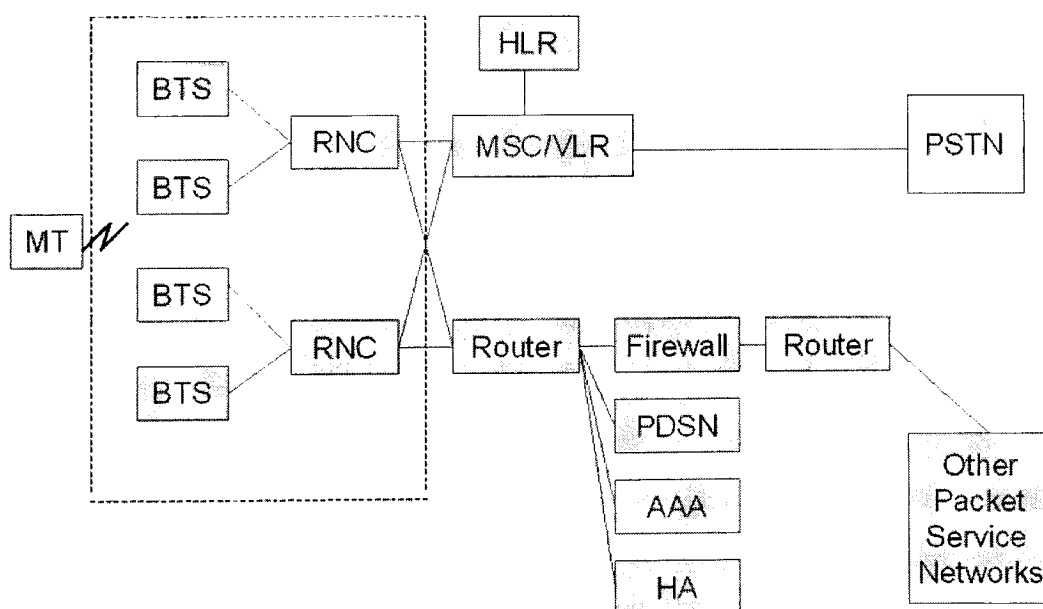 HLR
BTS
RNC
MSC/VLR
PSTN
BTS
MT
BTS
RNC
Router
Firewall
Router
BTS
PDSN
Other
Packet
Service
Networks
AAA
HA